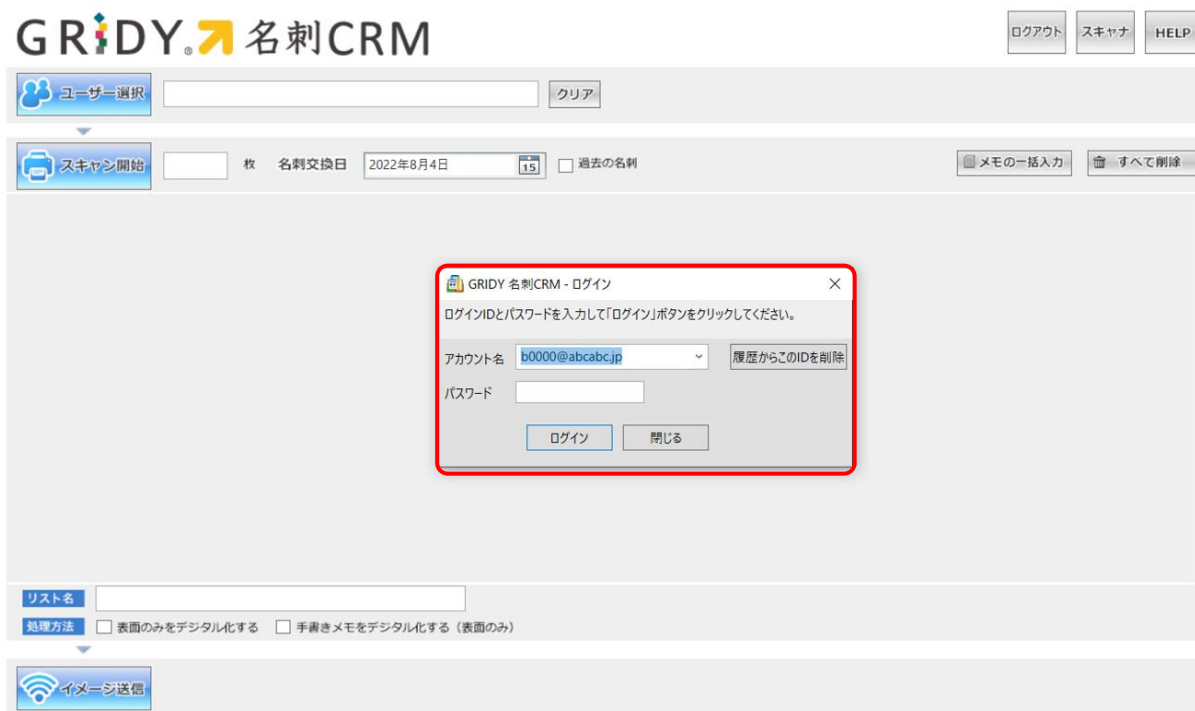 GRiDY® 名刺CRM
ログアウト スキャナ HELP
ユーザー選択 クリア
スキャン開始 枚 名刺交換日 2022年8月4日 15 過去の名刺 メモの一括入力 すべて削除
GRIDY 名刺CRM - ログイン
ログインIDとパスワードを入力して「ログイン」ボタンをクリックしてください。
アカウント名 b0000@abcabc.jp 履歴からこのIDを削除
パスワード
ログイン 閉じる
リスト名
処理方法 表面のみをデジタル化する 手書きメモをデジタル化する（表面のみ）
イメージ送信